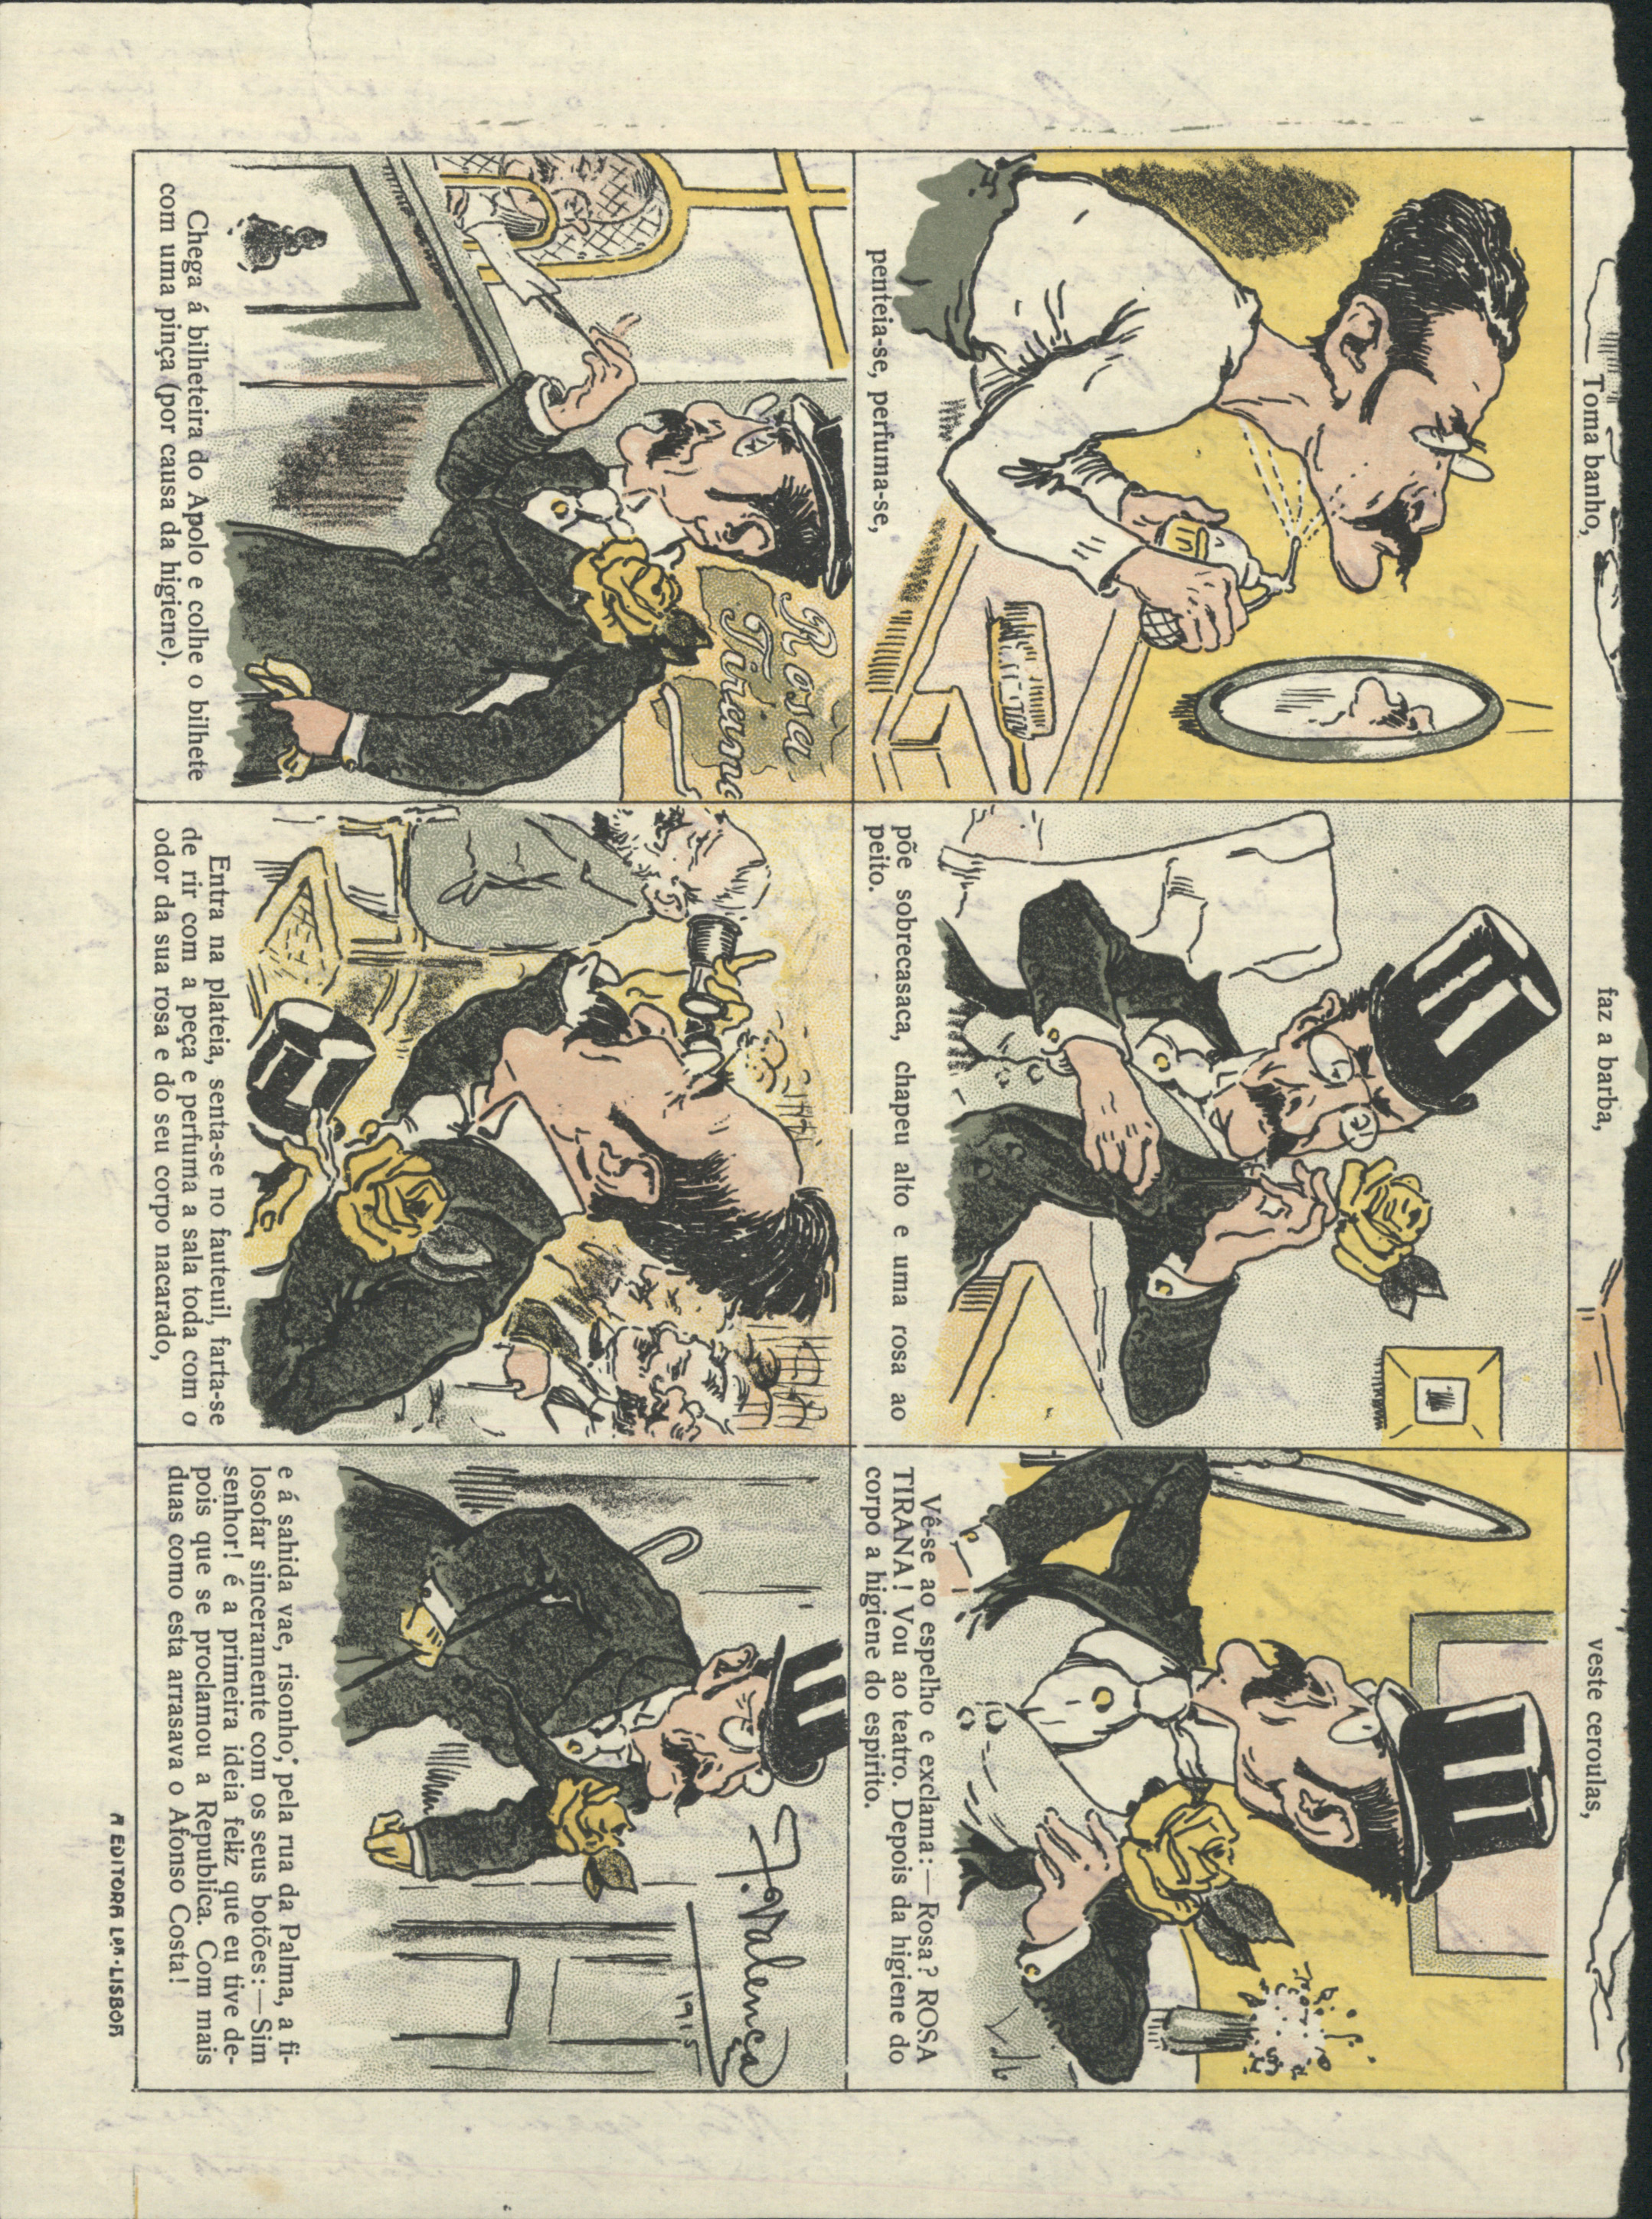 Toma banho,
faz a barba,
veste ceroulas,
penteia-se, perfuma-se,
põe sobrecasaca, chapeu alto e uma rosa ao
peito.
Vê-se ao espelho e exclama:—Rosa? ROSA
TIRANA! Vou ao teatro. Depois da higiene do
corpo a higiene do espirito.
Rosa
Tirana
Chega á bilheteira do Apolo e colhe o bilhete
com uma pinça (por causa da higiene).
Entra na plateia, senta-se no fauteuil, farta-se
de rir com a peça e perfuma a sala toda com o
odor da sua rosa e do seu corpo nacarado,
F. Valença
1915
e á sahida vae, risonho, pela rua da Palma, a fi-
losofar sinceramente com os seus botões:—Sim
senhor! é a primeira ideia feliz que eu tive de-
pois que se proclamou a Republica. Com mais
duas como esta arrasava o Afonso Costa!
A EDITORA LDA.-LISBOA